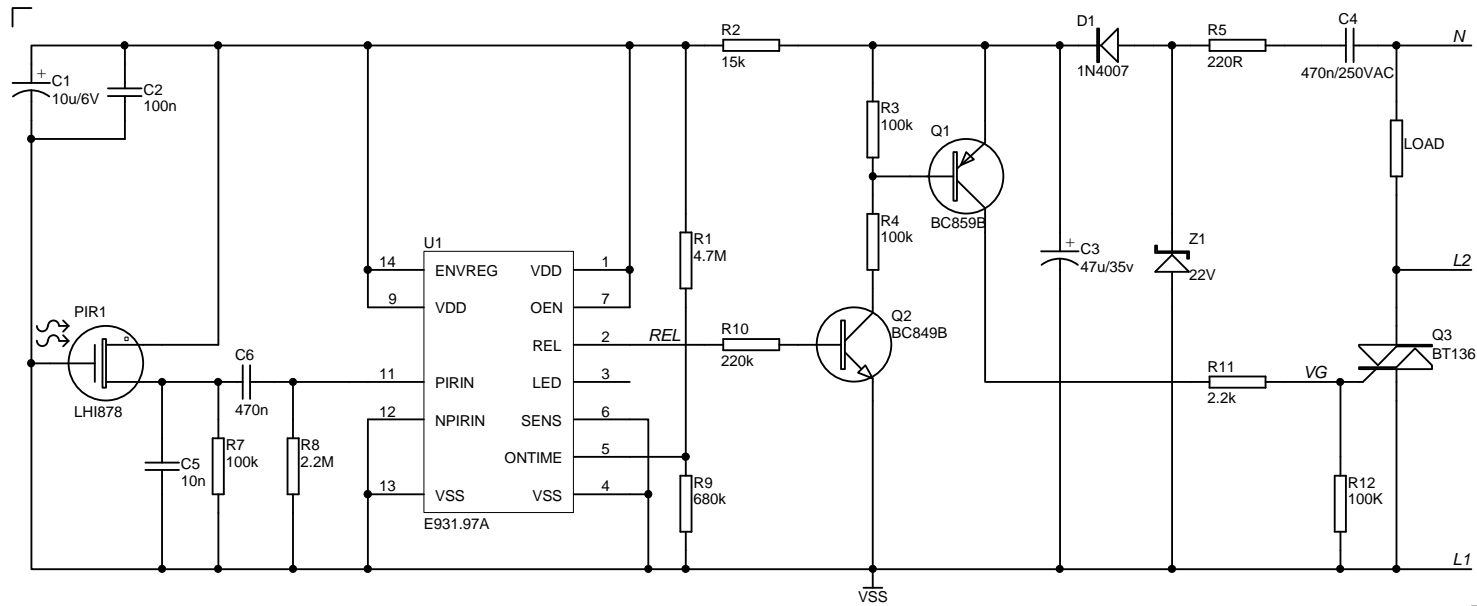 D1
C4
R2
R5
N
15k
1N4007
220R
470n/250VAC
+
C1
10u/6V
C2
100n
R3
100k
Q1
LOAD
R4
100k
BC859B
U1
R1
4.7M
+
C3
47u/35v
Z1
22V
L2
14
ENVREG
VDD
1
9
VDD
OEN
7
PIR1
Q2
BC849B
R10
220k
REL
REL
2
Q3
BT136
C6
470n
LED
3
R11
2.2k
VG
11
PIRIN
LHI878
12
NPIRIN
SENS
6
R7
100k
R8
2.2M
C5
10n
ONTIME
5
R9
680k
R12
100K
13
VSS
VSS
4
E931.97A
L1
VSS